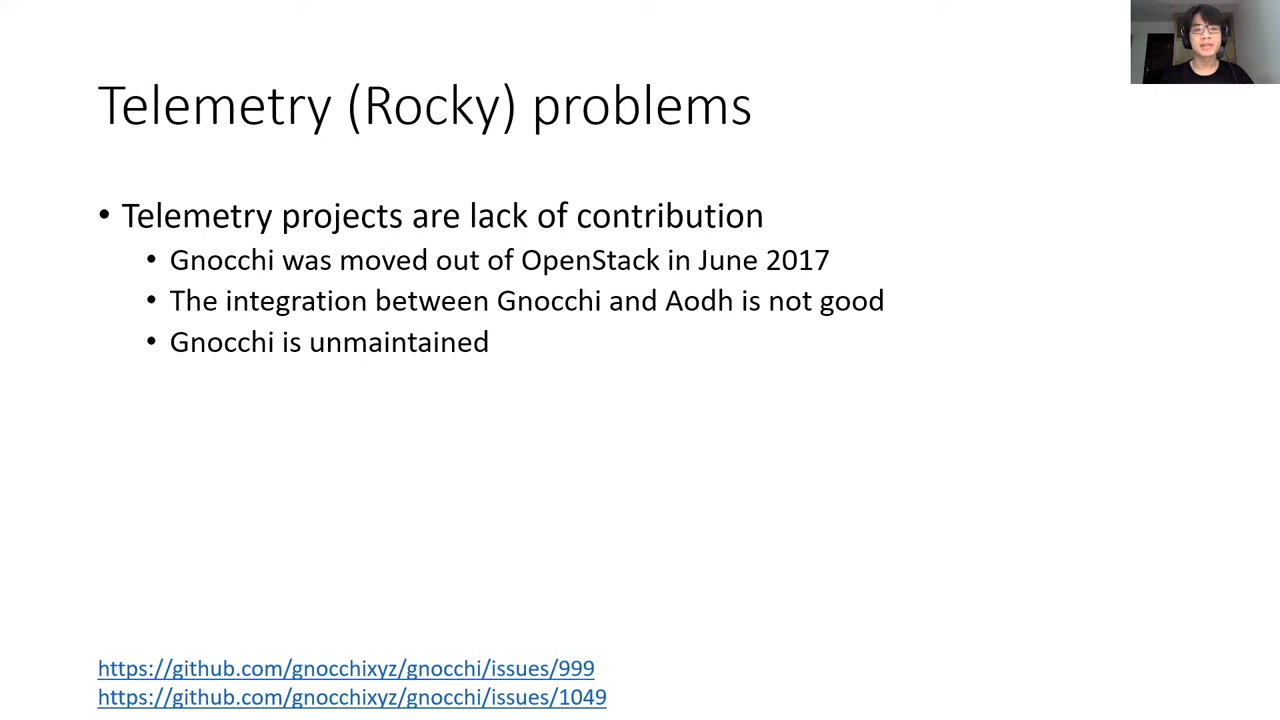 Telemetry (Rocky) problems
• Telemetry projects are lack of contribution
• Gnocchi was moved out of OpenStack in June 2017
• The integration between Gnocchi and Aodh is not good
• Gnocchi is unmaintained
https://github.com/gnocchixyz/gnocchi/issues/999
https://github.com/gnocchixyz/gnocchi/issues/1049